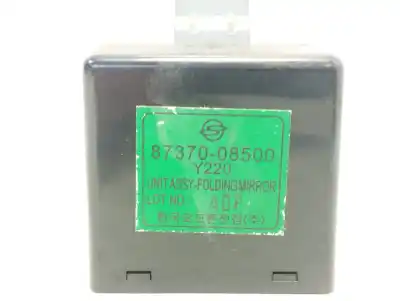 87370-08500
Y220
UNIT ASSY-FOLDING MIRROR
LOT NO